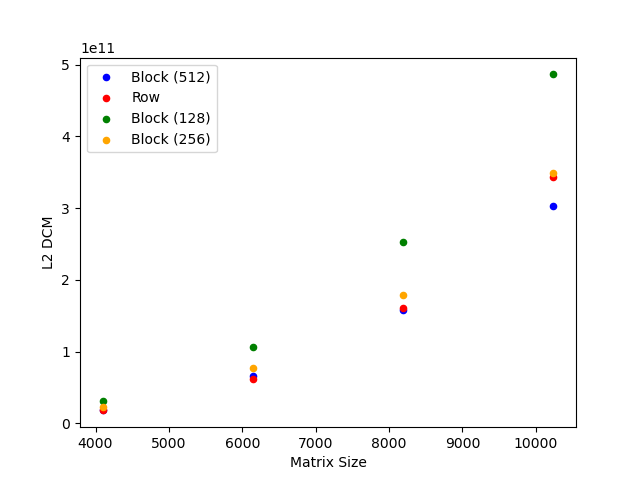 1e11
Block (512)
Row
Block (128)
Block (256)
L2 DCM
5
4
3
2
1
0
4000 5000 6000 7000 8000 9000 10000
Matrix Size